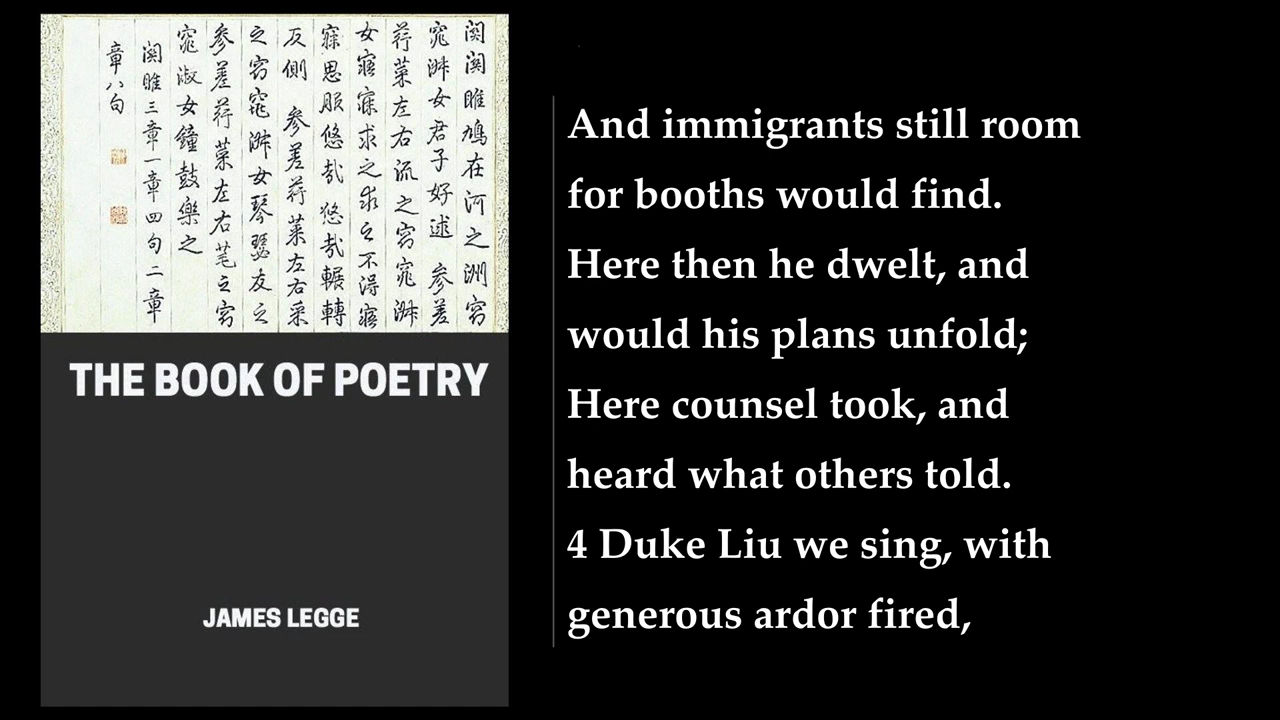 關關雎鳩在河之洲窈
窕淑女君子好逑 參差
荇菜左右流之窈窕淑
女寤寐求之求之不得寤
寐思服悠哉悠哉輾轉
反側 參差荇菜左右采
之窈窕淑女琴瑟友之
參差荇菜左右芼之窈
窕淑女鐘鼓樂之
關雎三章一章四句二章
章八句
THE BOOK OF POETRY
JAMES LEGGE
And immigrants still room
for booths would find.
Here then he dwelt, and
would his plans unfold;
Here counsel took, and
heard what others told.
4 Duke Liu we sing, with
generous ardor fired,